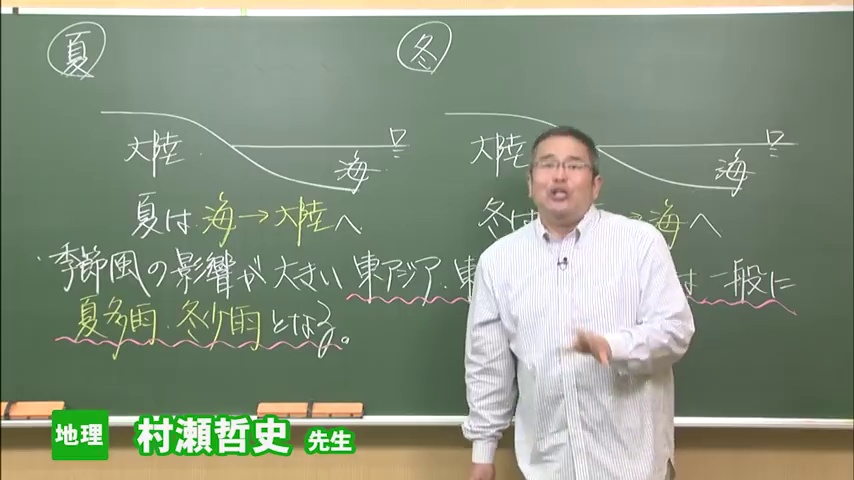 夏
冬
大陸
海
大陸
海
夏は 海→大陸へ
冬は →海へ
季節風の影響が大きい 東アジア・東 は一般に
夏多雨・冬少雨となる。
地理 村瀬哲史 先生